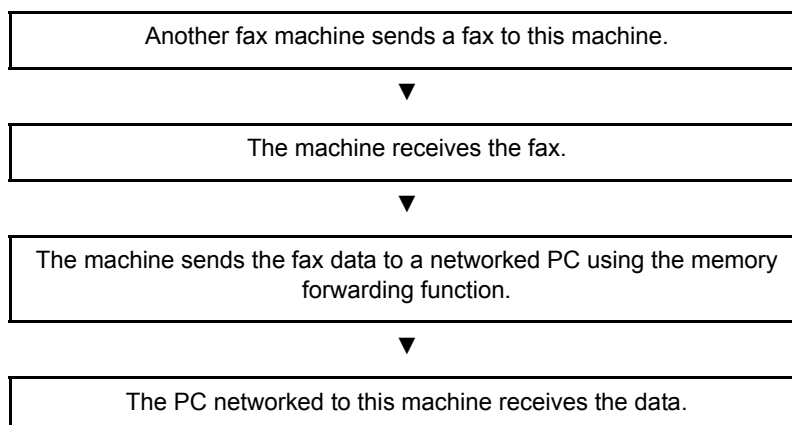 Another fax machine sends a fax to this machine.
▼
The machine receives the fax.
▼
The machine sends the fax data to a networked PC using the memory
forwarding function.
▼
The PC networked to this machine receives the data.